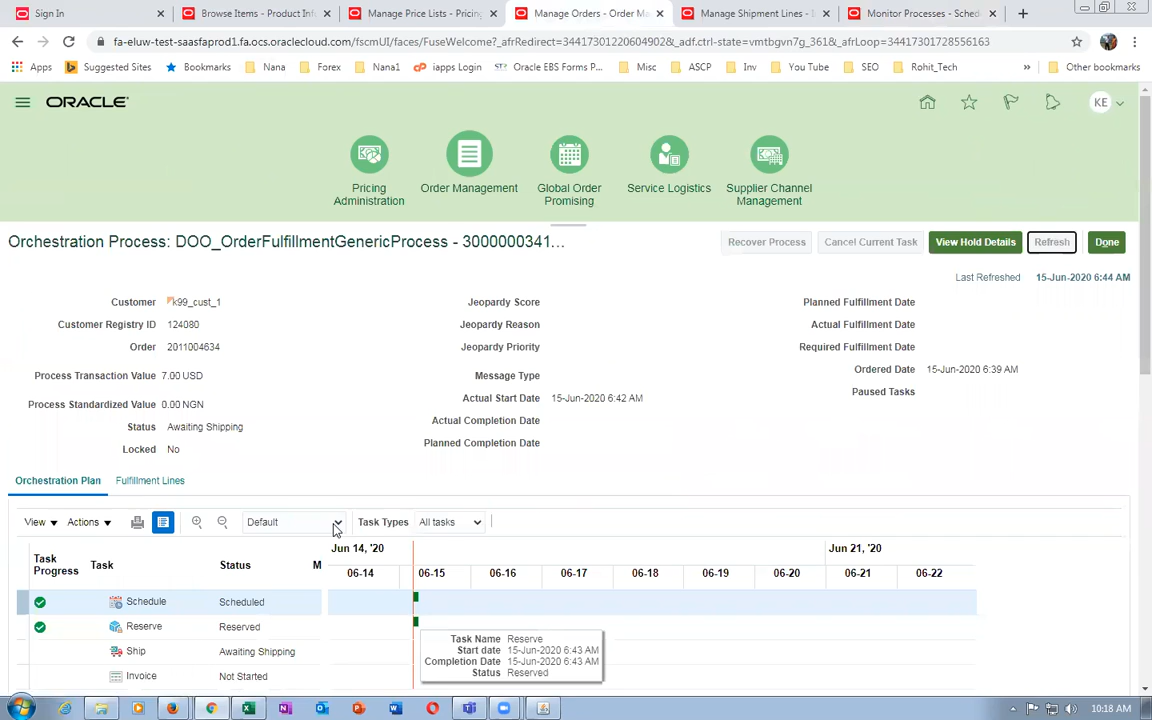 Sign In
Browse Items - Product Info
Manage Price Lists - Pricing
Manage Orders - Order Ma
Manage Shipment Lines - I
Monitor Processes - Sched
fa-eluw-test-saasfaprod1.fa.ocs.oraclecloud.com/fscmUI/faces/FuseWelcome?_afrRedirect=34417301220604902&_adf.ctrl-state=vmtbgvn7g_361&_afrLoop=34417301728556163
Apps
Suggested Sites
Bookmarks
Nana
Forex
Nana1
iapps Login
Oracle EBS Forms P...
Misc
ASCP
Inv
You Tube
SEO
Rohit_Tech
»
Other bookmarks
ORACLE
KE
Pricing Administration
Order Management
Global Order Promising
Service Logistics
Supplier Channel Management
Orchestration Process: DOO_OrderFulfillmentGenericProcess - 3000000341...
Recover Process
Cancel Current Task
View Hold Details
Refresh
Done
Last Refreshed 15-Jun-2020 6:44 AM
Customer k99_cust_1
Customer Registry ID 124080
Order 2011004634
Process Transaction Value 7.00 USD
Process Standardized Value 0.00 NGN
Status Awaiting Shipping
Locked No
Jeopardy Score
Jeopardy Reason
Jeopardy Priority
Message Type
Actual Start Date 15-Jun-2020 6:42 AM
Actual Completion Date
Planned Completion Date
Planned Fulfillment Date
Actual Fulfillment Date
Required Fulfillment Date
Ordered Date 15-Jun-2020 6:39 AM
Paused Tasks
Orchestration Plan
Fulfillment Lines
View
Actions
Default
Task Types
All tasks
Task Progress
Task
Status
M
Jun 14, '20
Jun 21, '20
06-14
06-15
06-16
06-17
06-18
06-19
06-20
06-21
06-22
Schedule
Scheduled
Reserve
Reserved
Ship
Awaiting Shipping
Invoice
Not Started
Task Name Reserve
Start date 15-Jun-2020 6:43 AM
Completion Date 15-Jun-2020 6:43 AM
Status Reserved
10:18 AM